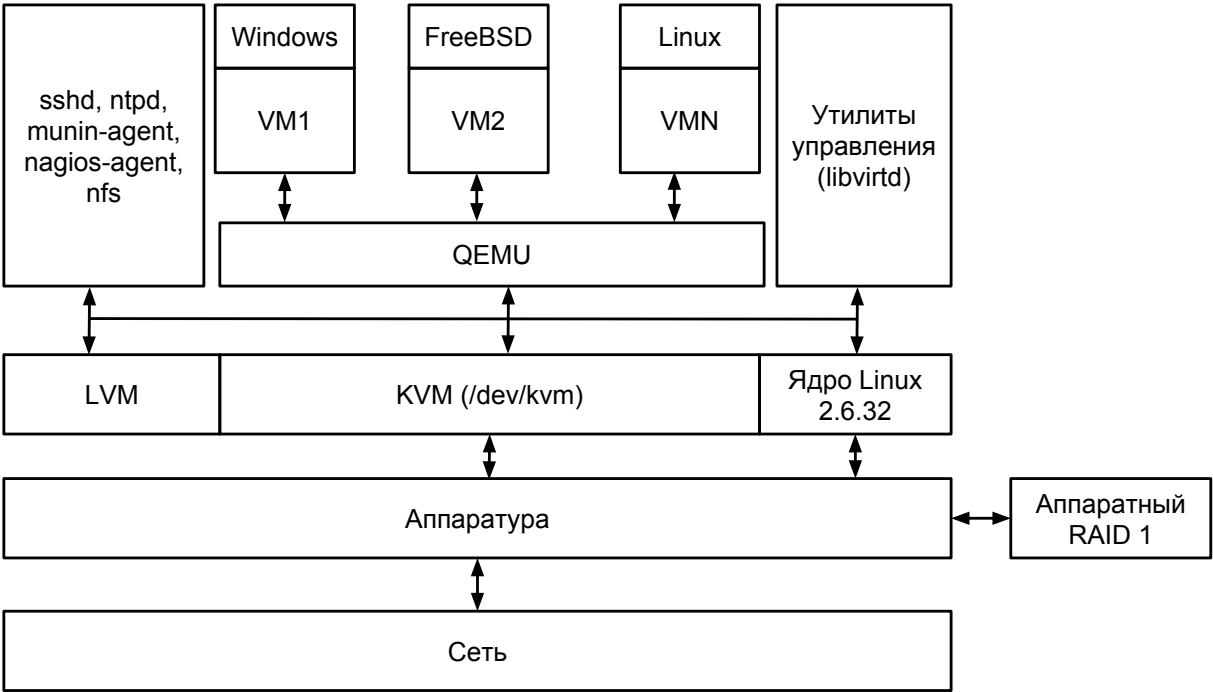 sshd, ntpd,
munin-agent,
nagios-agent,
nfs
Windows
VM1
FreeBSD
VM2
Linux
VMN
Утилиты
управления
(libvirtd)
QEMU
LVM
KVM (/dev/kvm)
Ядро Linux
2.6.32
Аппаратура
Аппаратный
RAID 1
Сеть